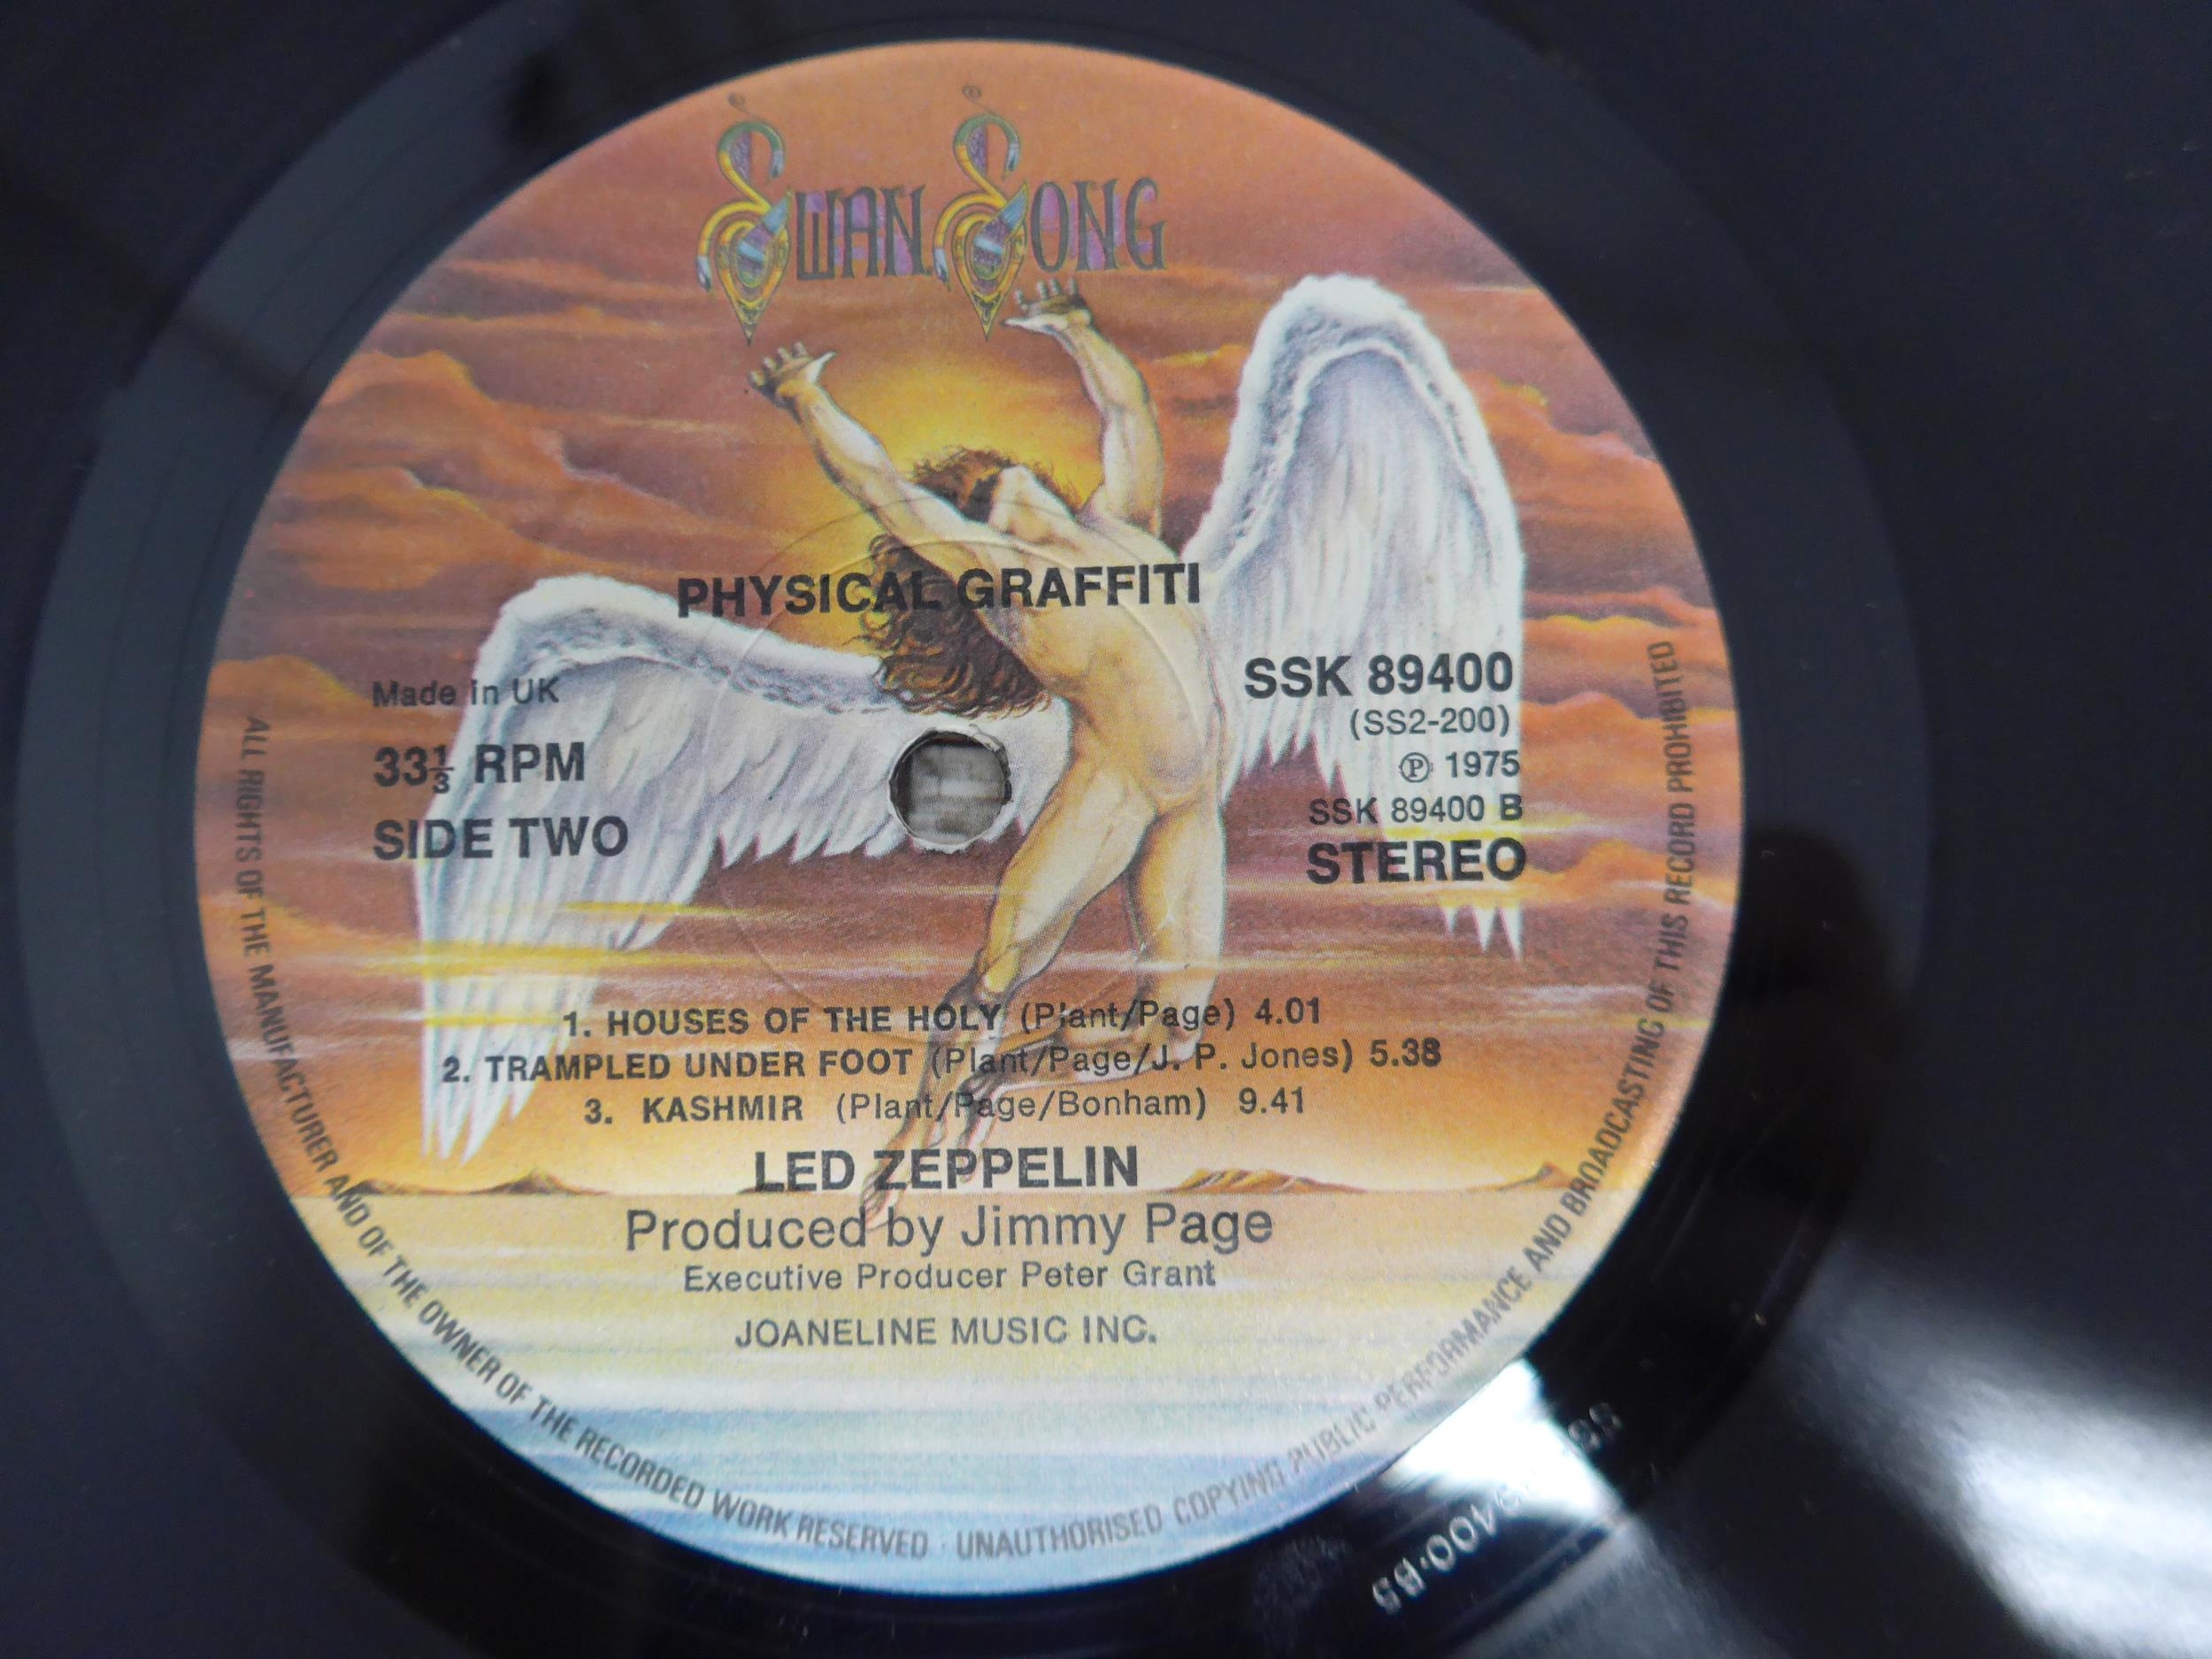 SWAN SONG
PHYSICAL GRAFFITI
Made in UK
33⅓ RPM
SIDE TWO
SSK 89400
(SS2-200)
Ⓟ 1975
SSK 89400 B
STEREO
1. HOUSES OF THE HOLY (Plant/Page) 4.01
2. TRAMPLED UNDER FOOT (Plant/Page/J. P. Jones) 5.38
3. KASHMIR (Plant/Page/Bonham) 9.41
LED ZEPPELIN
Produced by Jimmy Page
Executive Producer Peter Grant
JOANELINE MUSIC INC.
ALL RIGHTS OF THE MANUFACTURER AND OF THE OWNER OF THE RECORDED WORK RESERVED · UNAUTHORISED COPYING PUBLIC PERFORMANCE AND BROADCASTING OF THIS RECORD PROHIBITED